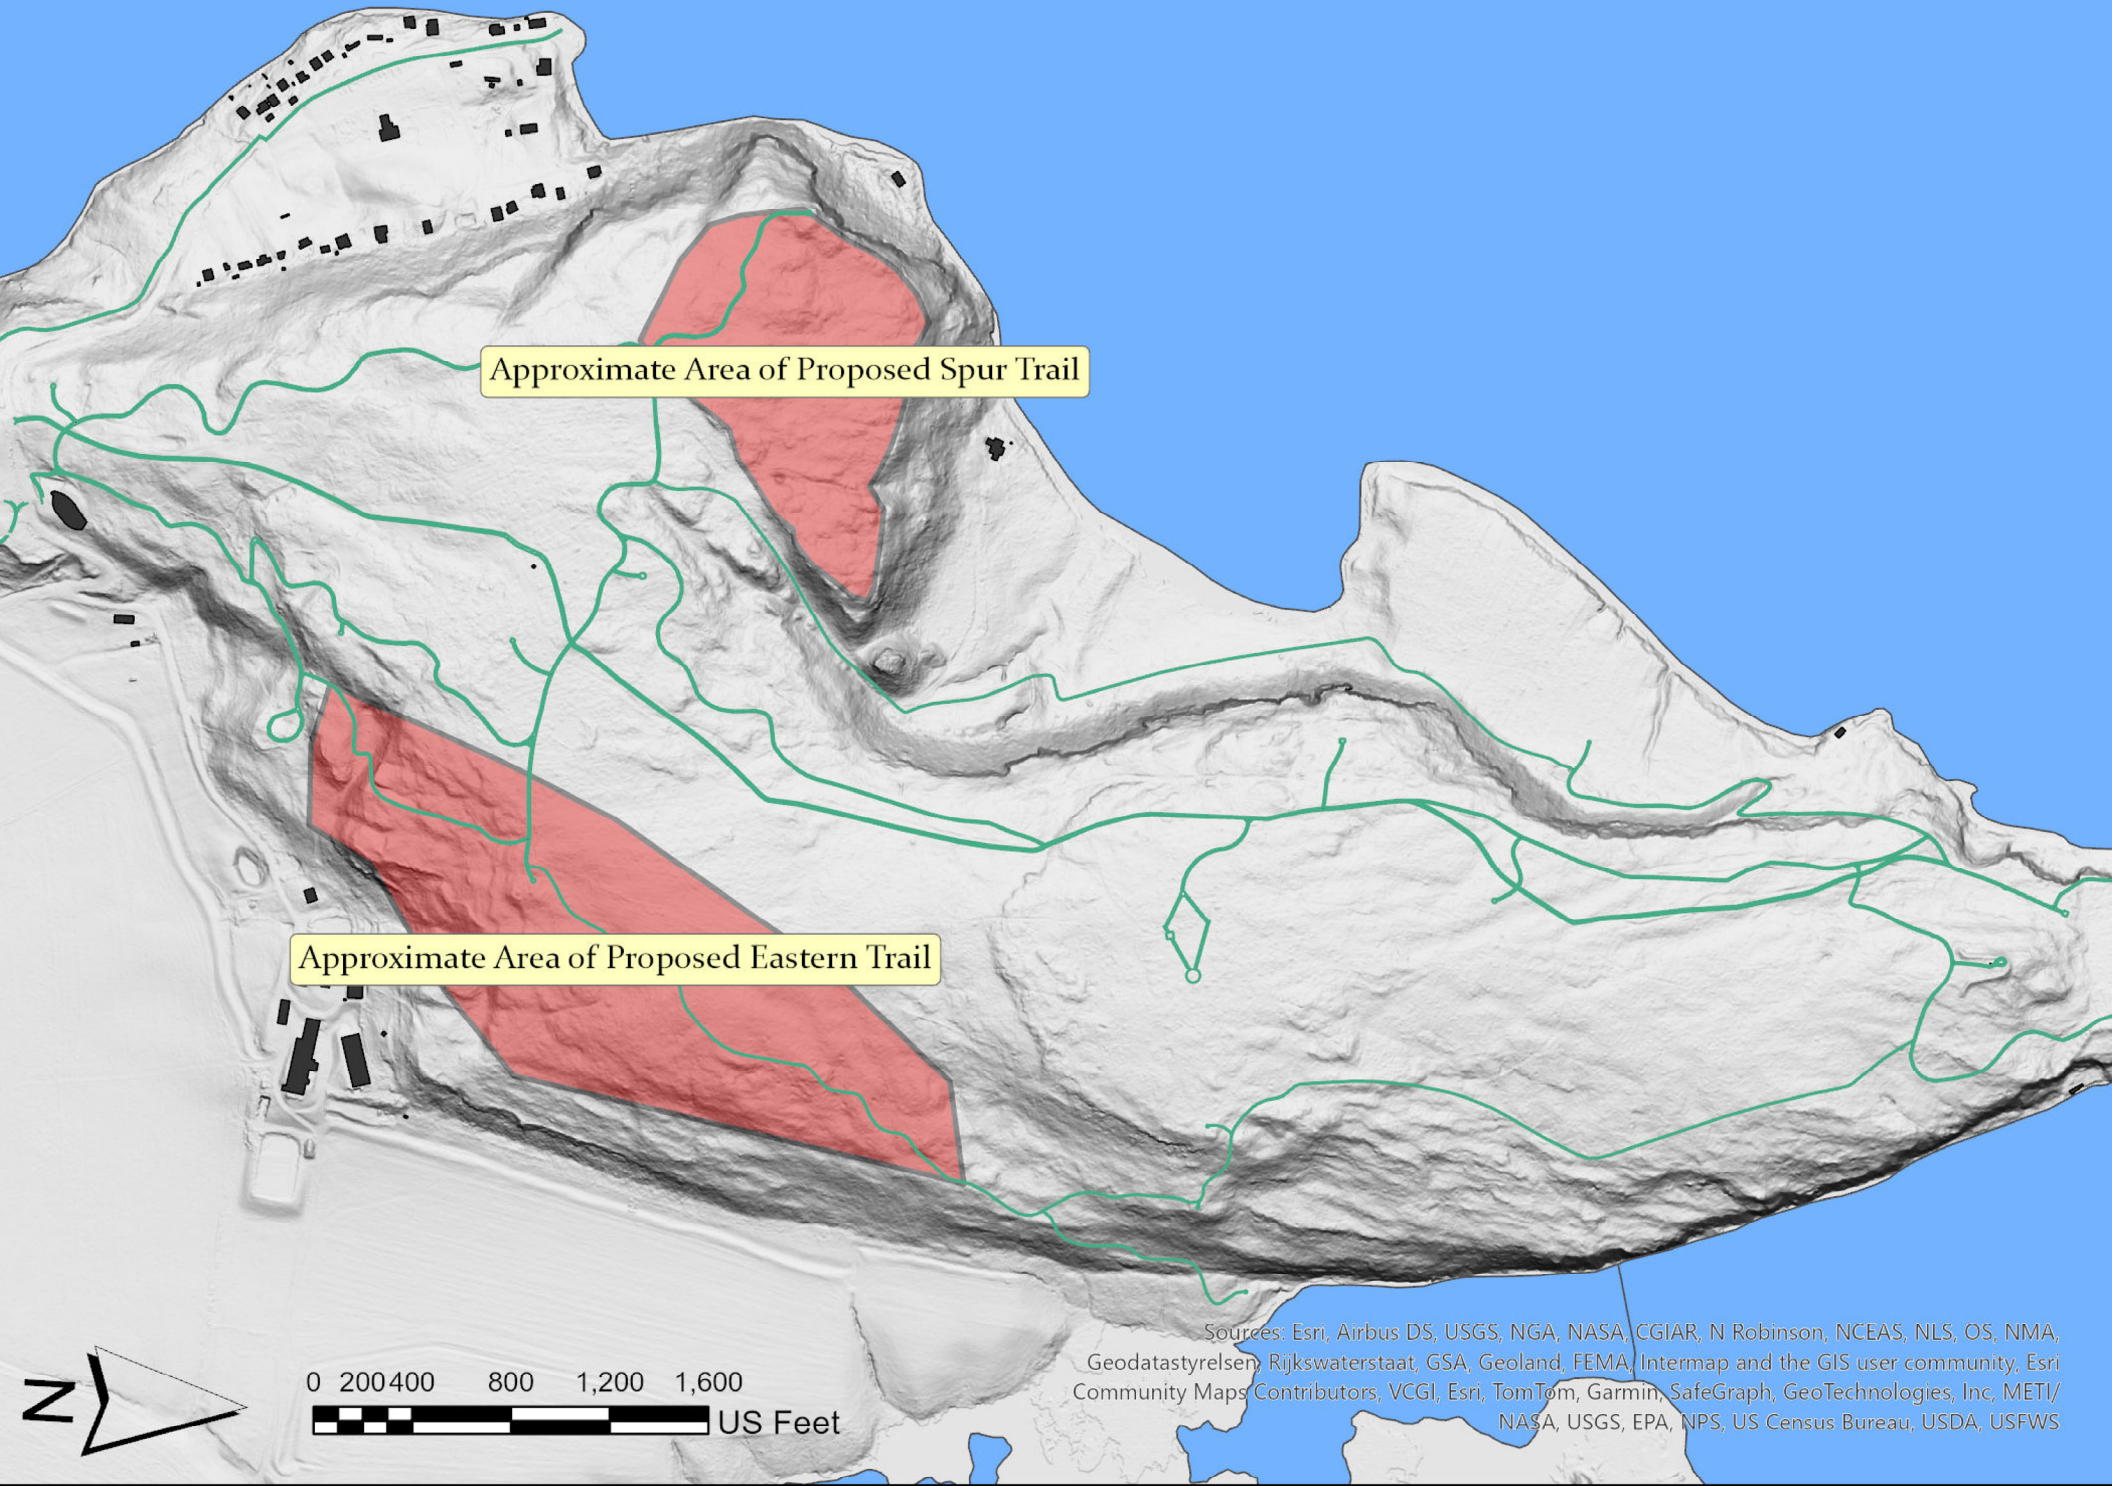 Approximate Area of Proposed Spur Trail
Approximate Area of Proposed Eastern Trail
N
0 200 400 800 1,200 1,600
US Feet
Sources: Esri, Airbus DS, USGS, NGA, NASA, CGIAR, N Robinson, NCEAS, NLS, OS, NMA,
Geodatastyrelsen, Rijkswaterstaat, GSA, Geoland, FEMA, Intermap and the GIS user community, Esri
Community Maps Contributors, VCGI, Esri, TomTom, Garmin, SafeGraph, GeoTechnologies, Inc, METI/
NASA, USGS, EPA, NPS, US Census Bureau, USDA, USFWS